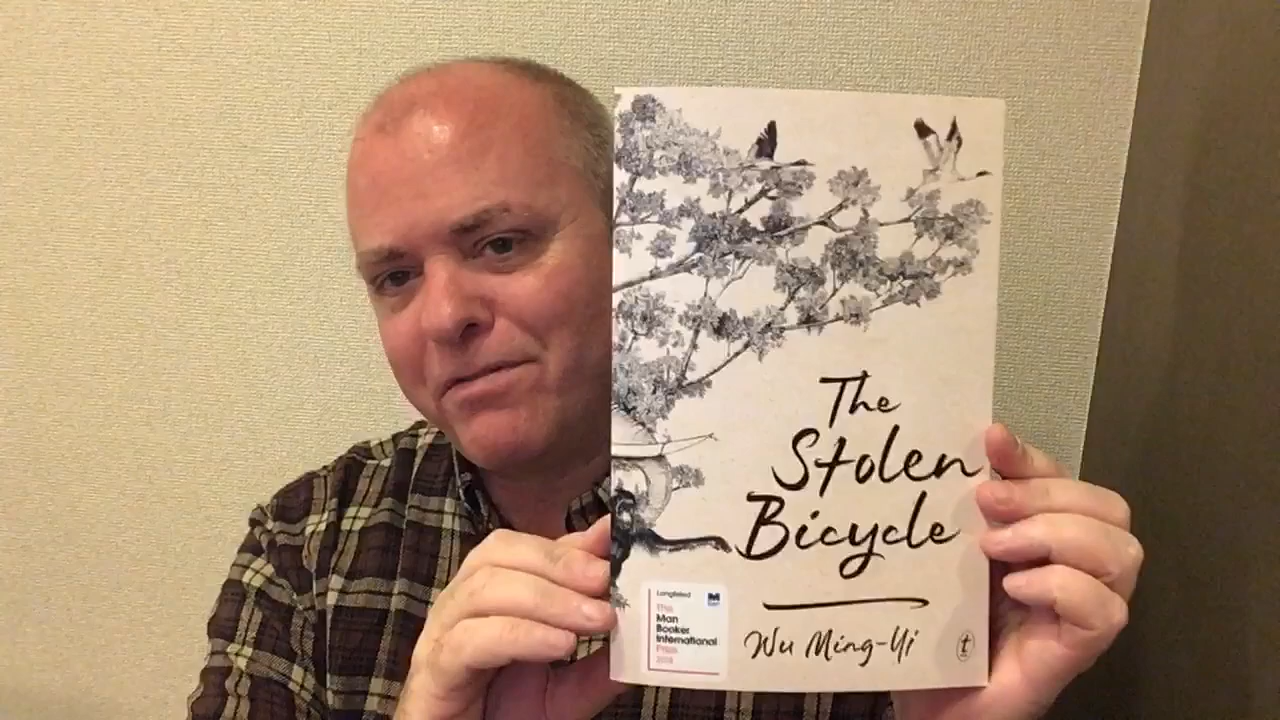 The
Stolen
Bicycle
Wu Ming-Yi
t
Longlisted
The
Man
Booker
International
Prize
2018